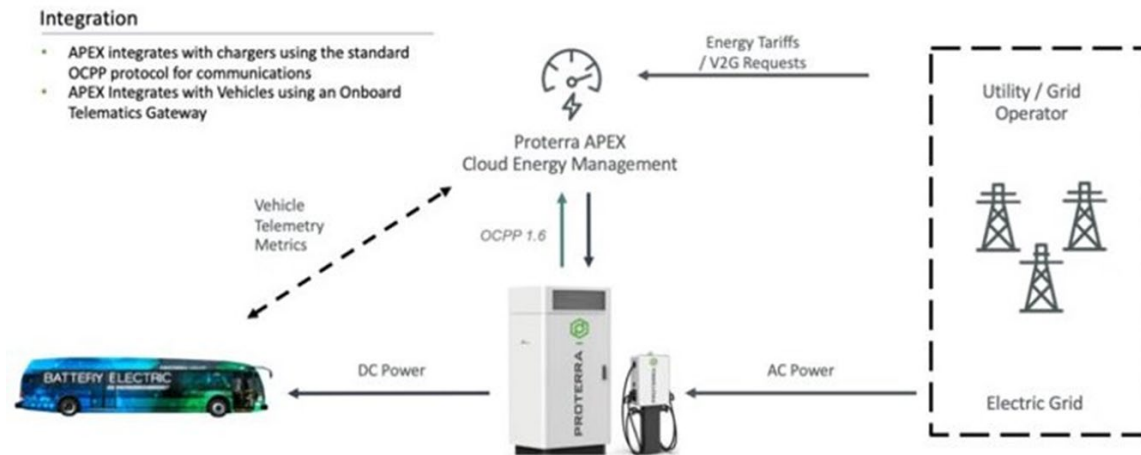 Integration
APEX integrates with chargers using the standard
OCPP protocol for communications
APEX Integrates with Vehicles using an Onboard
Telematics Gateway
Energy Tariffs
/ V2G Requests
Utility / Grid
Operator
Proterra APEX
Cloud Energy Management
Vehicle
Telemetry
Metrics
OCPP 1.6
BATTERY ELECTRIC
DC Power
PROTERRA
AC Power
Electric Grid